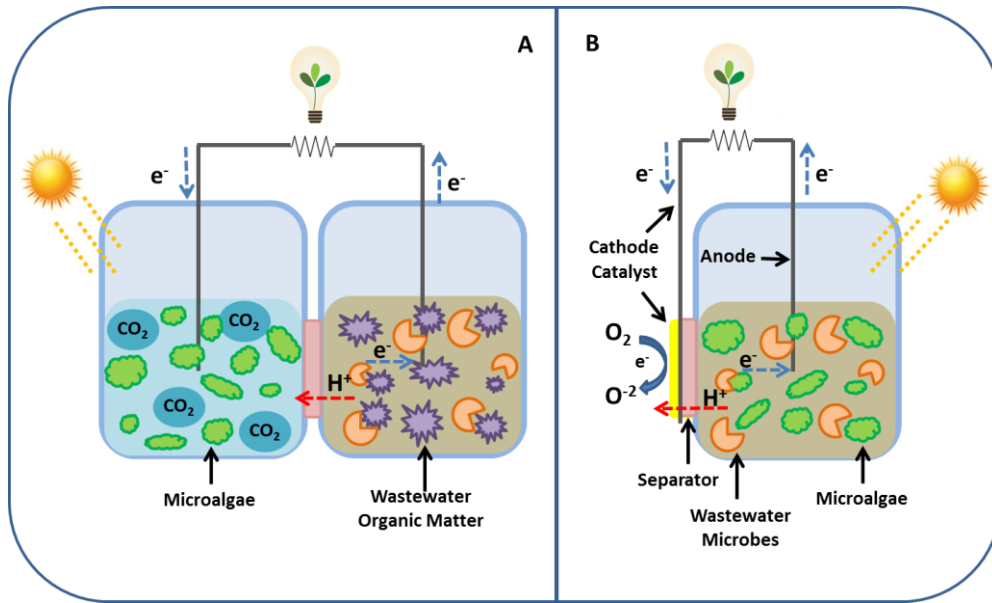 A
e-
e-
CO2
CO2
CO2
CO2
e-
H+
Microalgae
Wastewater
Organic Matter
B
e-
e-
Cathode
Catalyst
Anode
O2
e-
O-2
e-
H+
Separator
Wastewater
Microbes
Microalgae